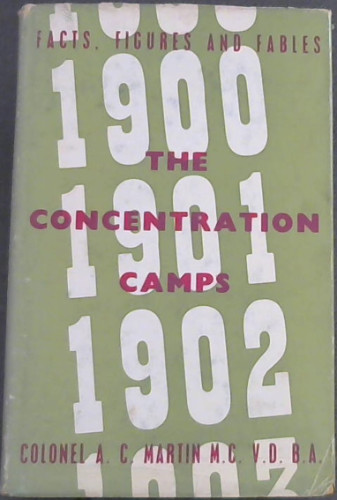 FACTS, FIGURES AND FABLES
1900
THE
1901
CONCENTRATION
CAMPS
1902
COLONEL A. C. MARTIN M.C. V.D. B.A.